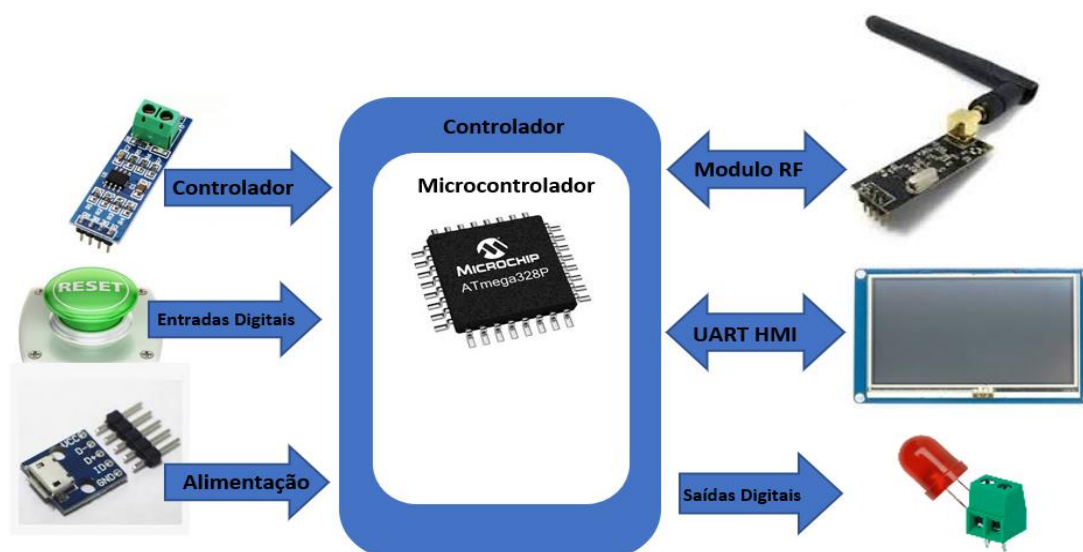 Controlador
Microcontrolador
MICROCHIP
ATmega328P
Controlador
RESET
Entradas Digitais
VCC
D-
D+
ID
GND
Alimentação
Modulo RF
UART HMI
Saídas Digitais